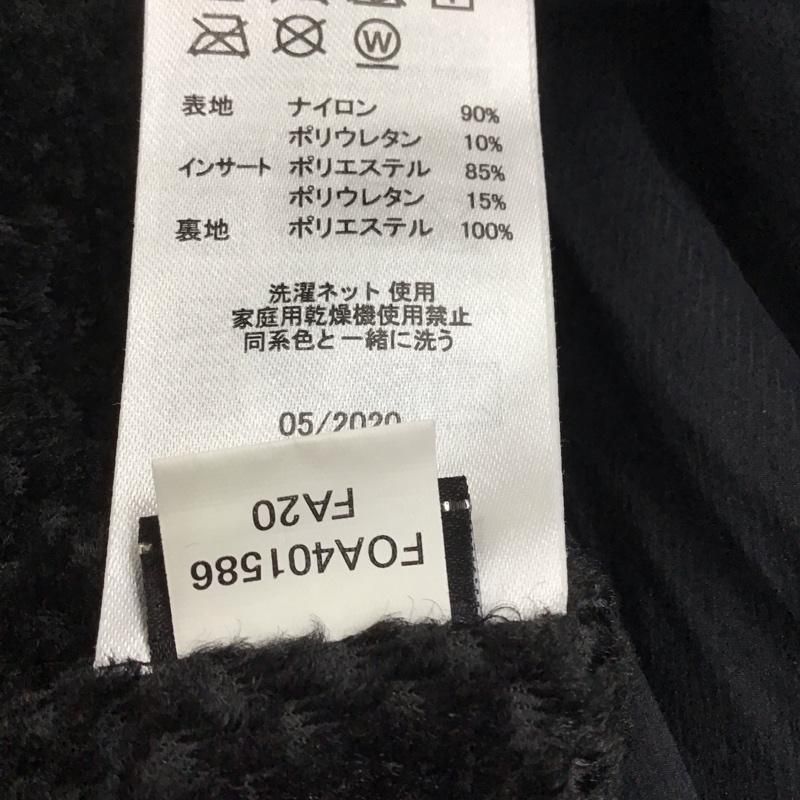 W
表地 ナイロン 90%
ポリウレタン 10%
インサート ポリエステル 85%
ポリウレタン 15%
裏地 ポリエステル 100%
洗濯ネット 使用
家庭用乾燥機使用禁止
同系色と一緒に洗う
05/2020
FOA401586
FA20